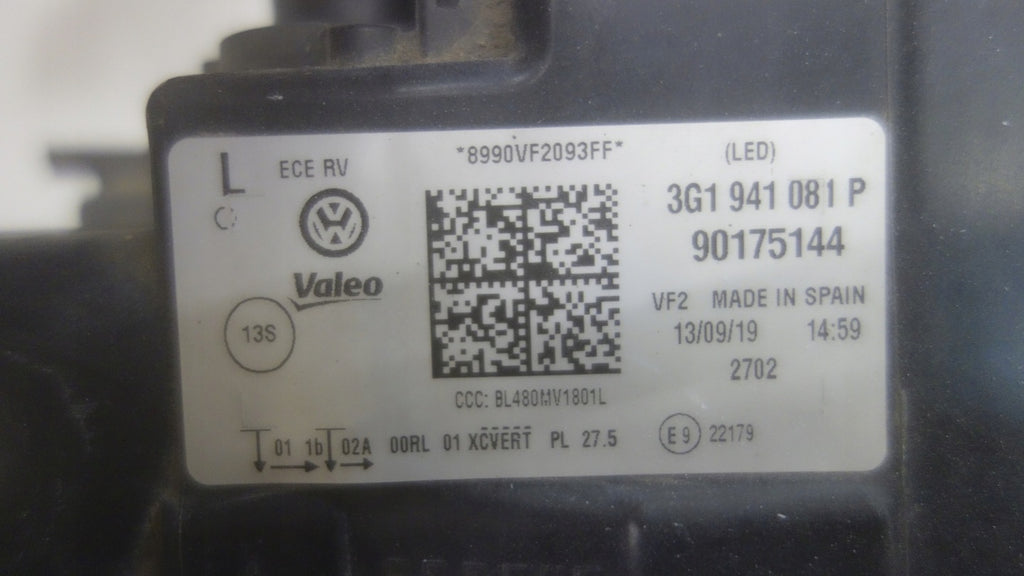 L ECE RV *8990VF2093FF* (LED)
3G1 941 081 P
90175144
Valeo
VF2 MADE IN SPAIN
13S
13/09/19 14:59
2702
CCC: BL480MV1801L
01 1b 02A 00RL 01 XCVERT PL 27.5 E9 22179